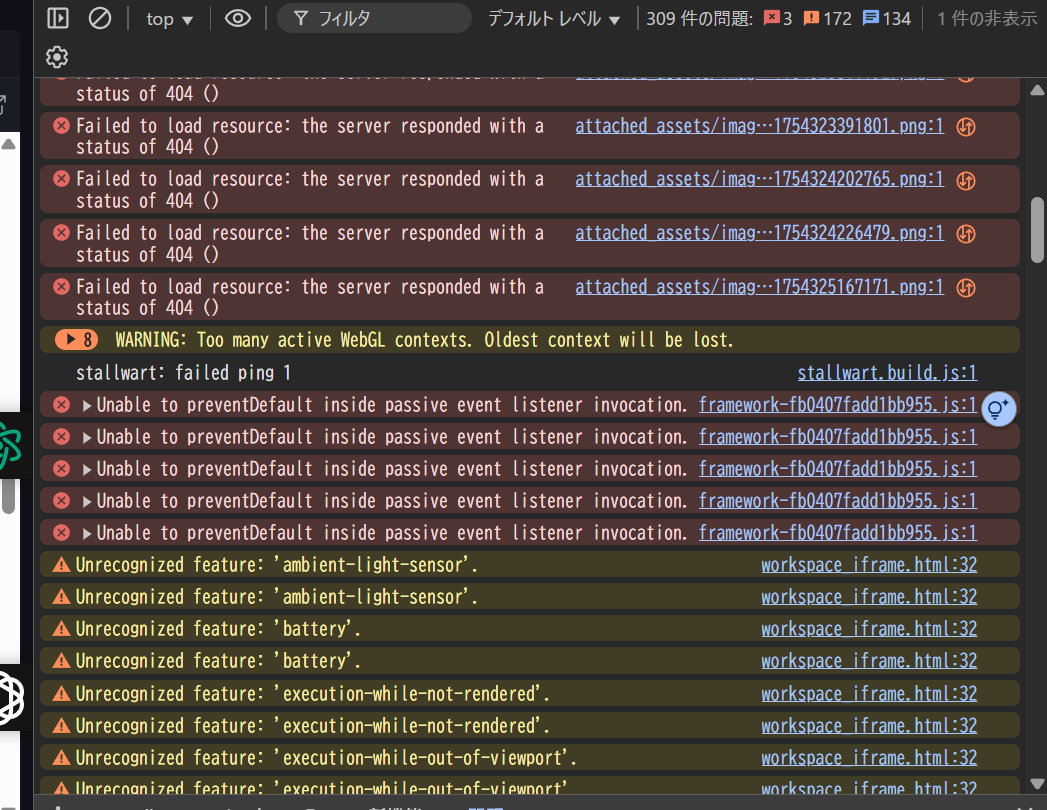 top ▼
フィルタ
デフォルト レベル ▼
309 件の問題: 3 172 134
1 件の非表示
status of 404 ()
Failed to load resource: the server responded with a attached_assets/imag…1754323391801.png:1
status of 404 ()
Failed to load resource: the server responded with a attached_assets/imag…1754324202765.png:1
status of 404 ()
Failed to load resource: the server responded with a attached_assets/imag…1754324226479.png:1
status of 404 ()
Failed to load resource: the server responded with a attached_assets/imag…1754325167171.png:1
status of 404 ()
8 WARNING: Too many active WebGL contexts. Oldest context will be lost.
stallwart: failed ping 1 stallwart.build.js:1
Unable to preventDefault inside passive event listener invocation. framework-fb0407fadd1bb955.js:1
Unable to preventDefault inside passive event listener invocation. framework-fb0407fadd1bb955.js:1
Unable to preventDefault inside passive event listener invocation. framework-fb0407fadd1bb955.js:1
Unable to preventDefault inside passive event listener invocation. framework-fb0407fadd1bb955.js:1
Unable to preventDefault inside passive event listener invocation. framework-fb0407fadd1bb955.js:1
Unrecognized feature: 'ambient-light-sensor'. workspace_iframe.html:32
Unrecognized feature: 'ambient-light-sensor'. workspace_iframe.html:32
Unrecognized feature: 'battery'. workspace_iframe.html:32
Unrecognized feature: 'battery'. workspace_iframe.html:32
Unrecognized feature: 'execution-while-not-rendered'. workspace_iframe.html:32
Unrecognized feature: 'execution-while-not-rendered'. workspace_iframe.html:32
Unrecognized feature: 'execution-while-out-of-viewport'. workspace_iframe.html:32
Unrecognized feature: 'execution-while-out-of-viewport'. workspace_iframe.html:32